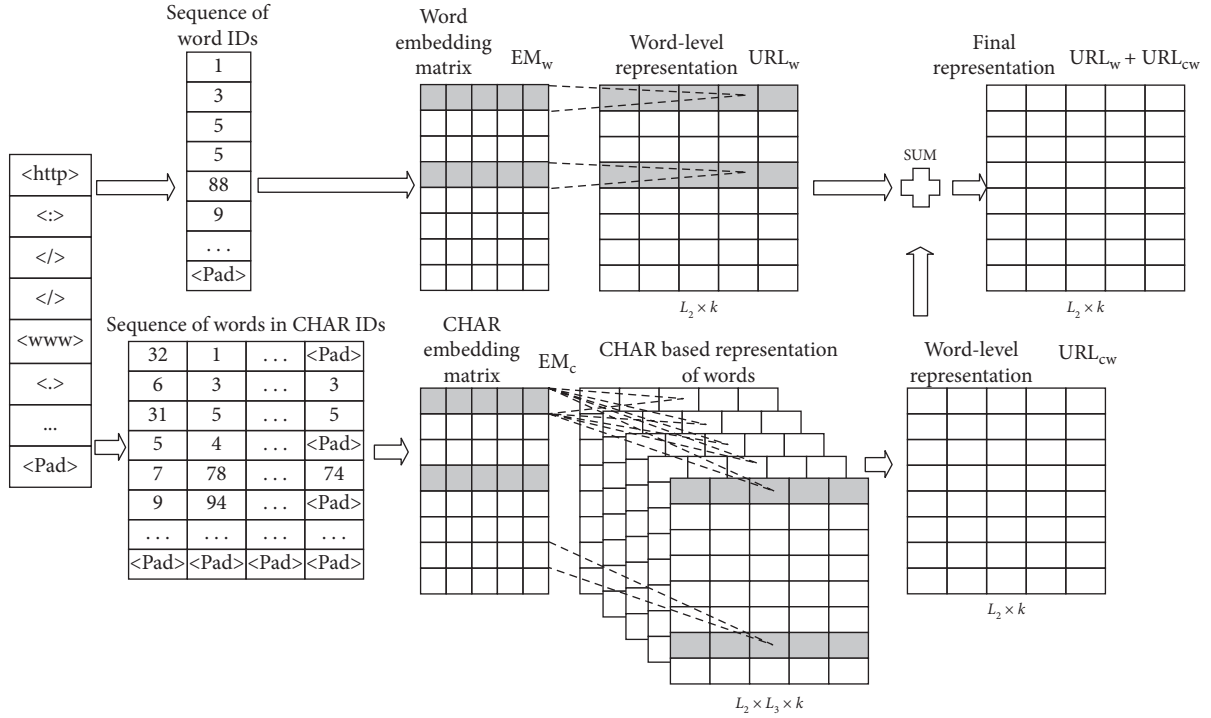 Sequence of
word IDs
1
3
5
5
88
9
. . .
<Pad>
Word
embedding
matrix
EMw
Word-level
representation
URLw
L2 × k
SUM
Final
representation
URLw + URLcw
L2 × k
<http>
<:>
</>
</>
<www>
<.>
...
<Pad>
Sequence of words in CHAR IDs
32 1 . . . <Pad>
6 3 . . . 3
31 5 . . . 5
5 4 . . . <Pad>
7 78 . . . 74
9 94 . . . <Pad>
. . . . . . . . . . . .
<Pad> <Pad> <Pad> <Pad>
CHAR
embedding
matrix
EMc
CHAR based representation
of words
L2 × L3 × k
Word-level
representation
URLcw
L2 × k